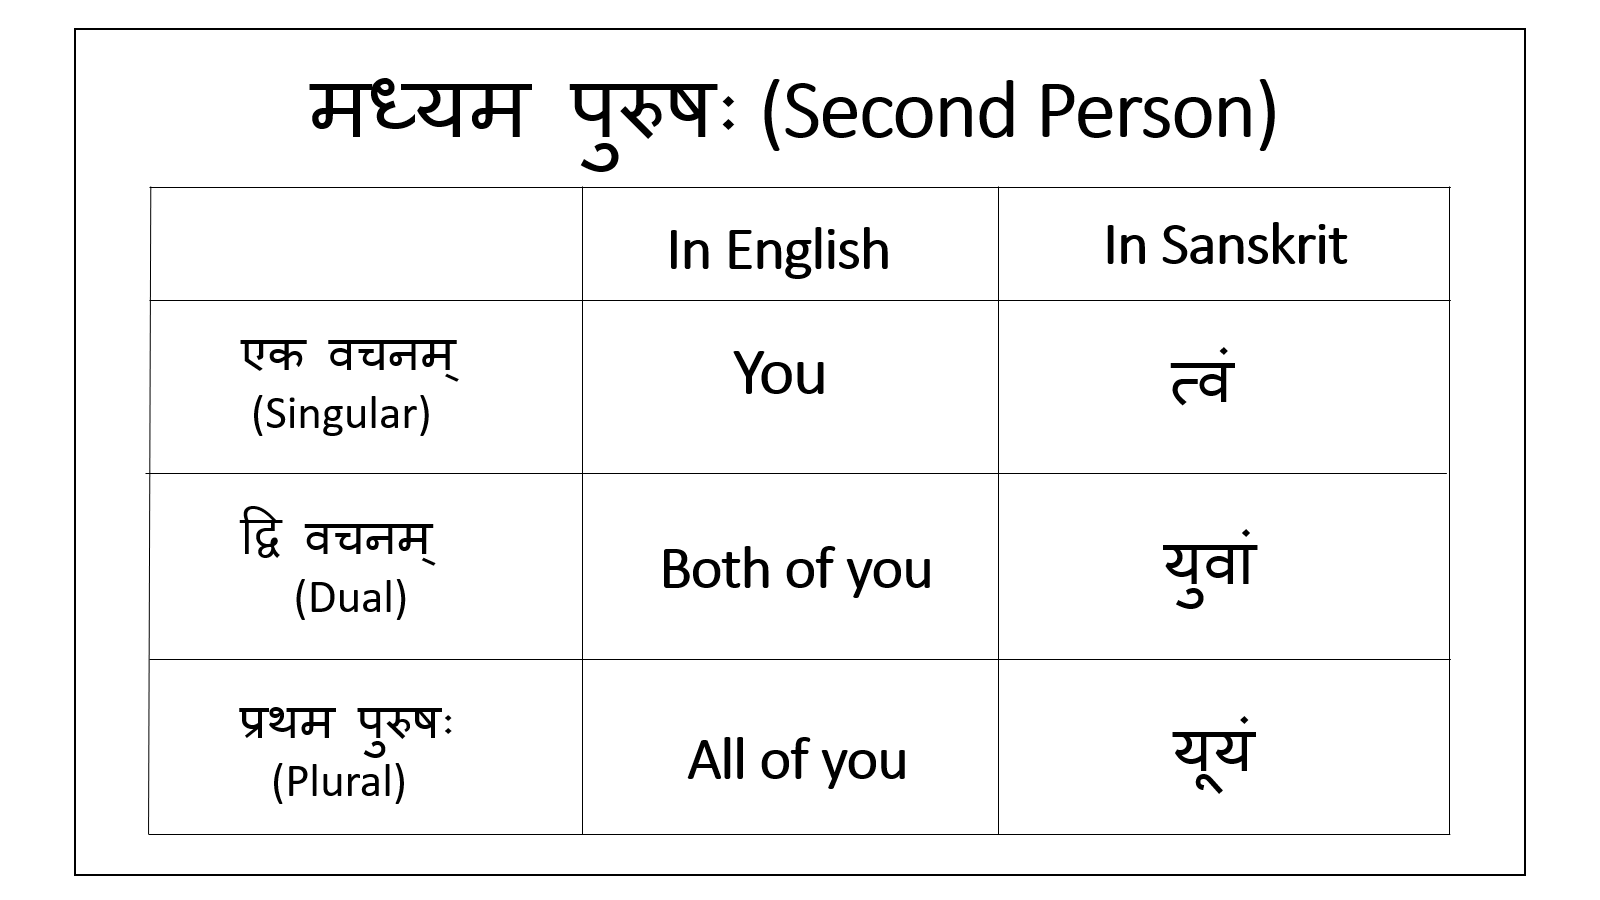 मध्यम पुरुषः (Second Person)
In English
In Sanskrit
एक वचनम्
(Singular)
You
त्वं
द्वि वचनम्
(Dual)
Both of you
युवां
प्रथम पुरुषः
(Plural)
All of you
यूयं